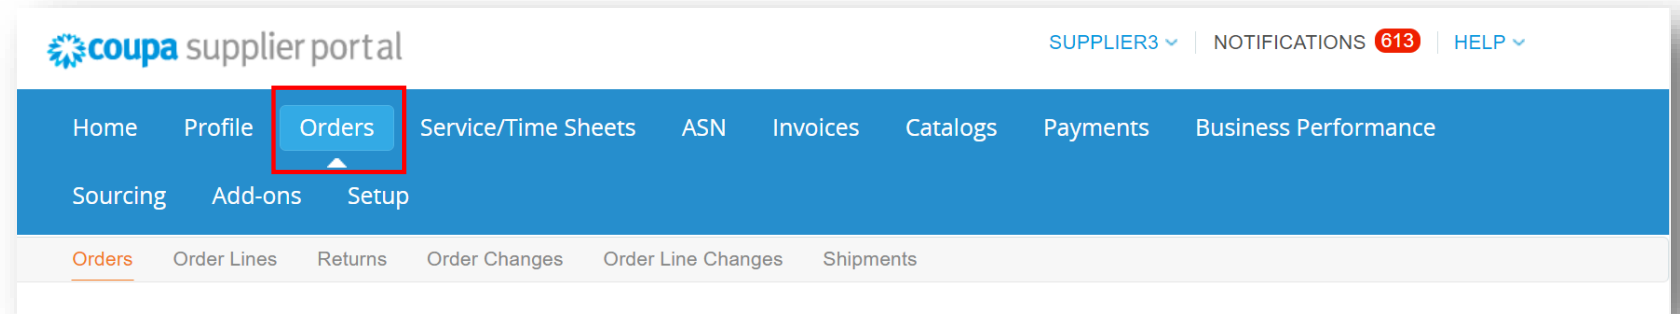 coupa supplier portal
SUPPLIER3 NOTIFICATIONS 613 HELP
Home Profile Orders Service/Time Sheets ASN Invoices Catalogs Payments Business Performance
Sourcing Add-ons Setup
Orders Order Lines Returns Order Changes Order Line Changes Shipments